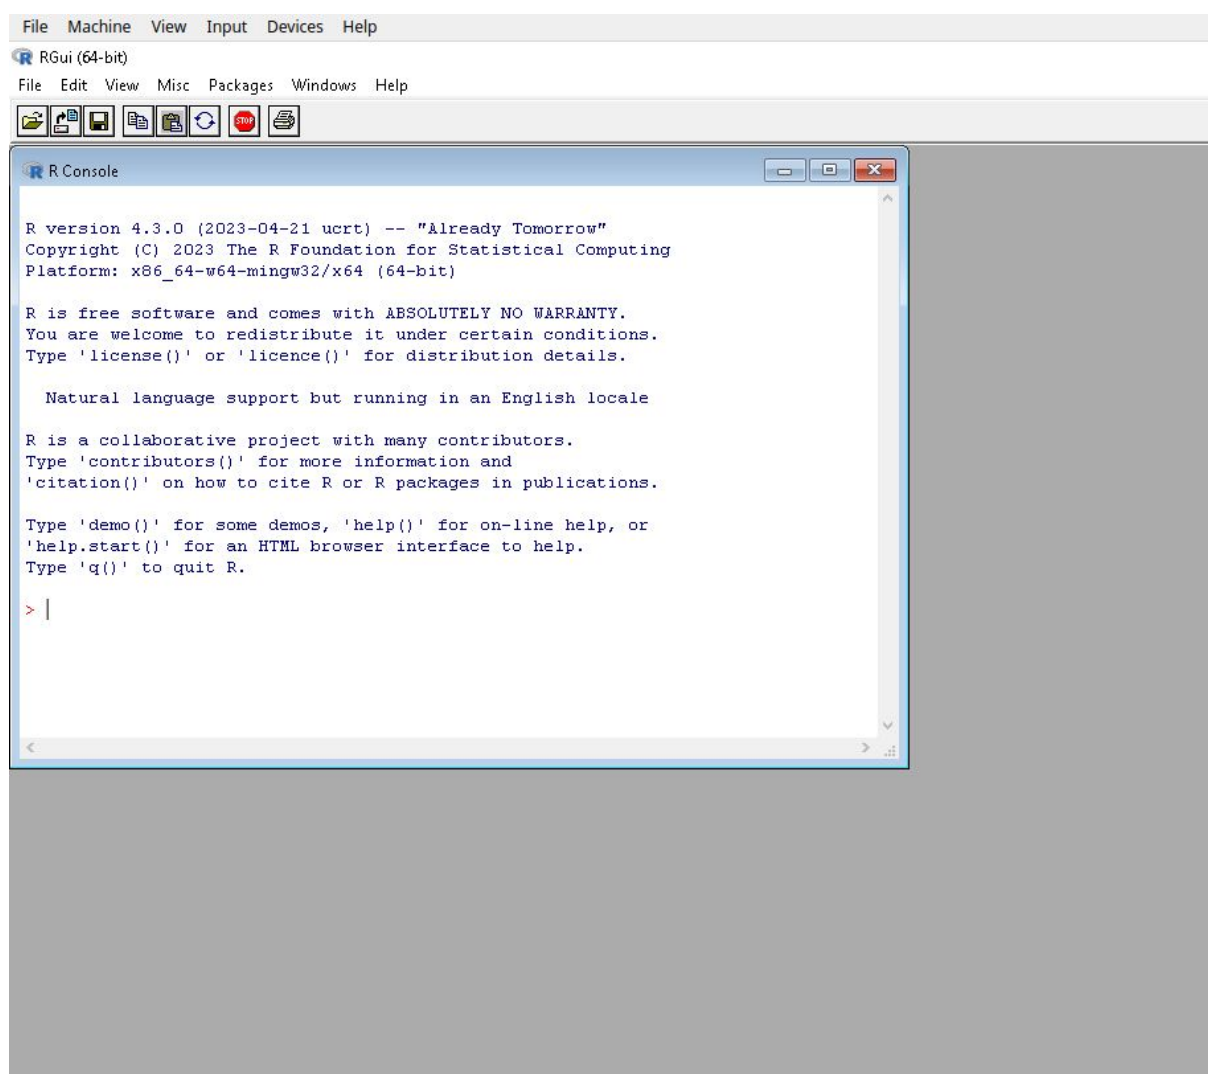 File Machine View Input Devices Help
RGui (64-bit)
File Edit View Misc Packages Windows Help
STOP
R Console
R version 4.3.0 (2023-04-21 ucrt) -- "Already Tomorrow"
Copyright (C) 2023 The R Foundation for Statistical Computing
Platform: x86_64-w64-mingw32/x64 (64-bit)
R is free software and comes with ABSOLUTELY NO WARRANTY.
You are welcome to redistribute it under certain conditions.
Type 'license()' or 'licence()' for distribution details.
Natural language support but running in an English locale
R is a collaborative project with many contributors.
Type 'contributors()' for more information and
'citation()' on how to cite R or R packages in publications.
Type 'demo()' for some demos, 'help()' for on-line help, or
'help.start()' for an HTML browser interface to help.
Type 'q()' to quit R.
>